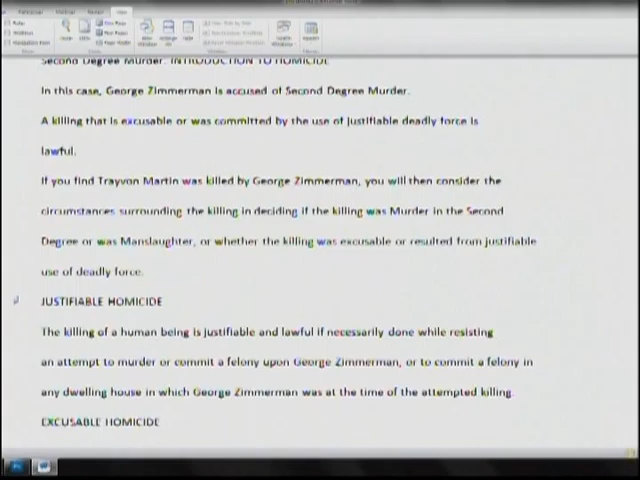 Second Degree Murder. INTRODUCTION TO HOMICIDE
In this case, George Zimmerman is accused of Second Degree Murder.
A killing that is excusable or was committed by the use of justifiable deadly force is
lawful.
If you find Trayvon Martin was killed by George Zimmerman, you will then consider the
circumstances surrounding the killing in deciding if the killing was Murder in the Second
Degree or was Manslaughter, or whether the killing was excusable or resulted from justifiable
use of deadly force.
JUSTIFIABLE HOMICIDE
The killing of a human being is justifiable and lawful if necessarily done while resisting
an attempt to murder or commit a felony upon George Zimmerman, or to commit a felony in
any dwelling house in which George Zimmerman was at the time of the attempted killing.
EXCUSABLE HOMICIDE